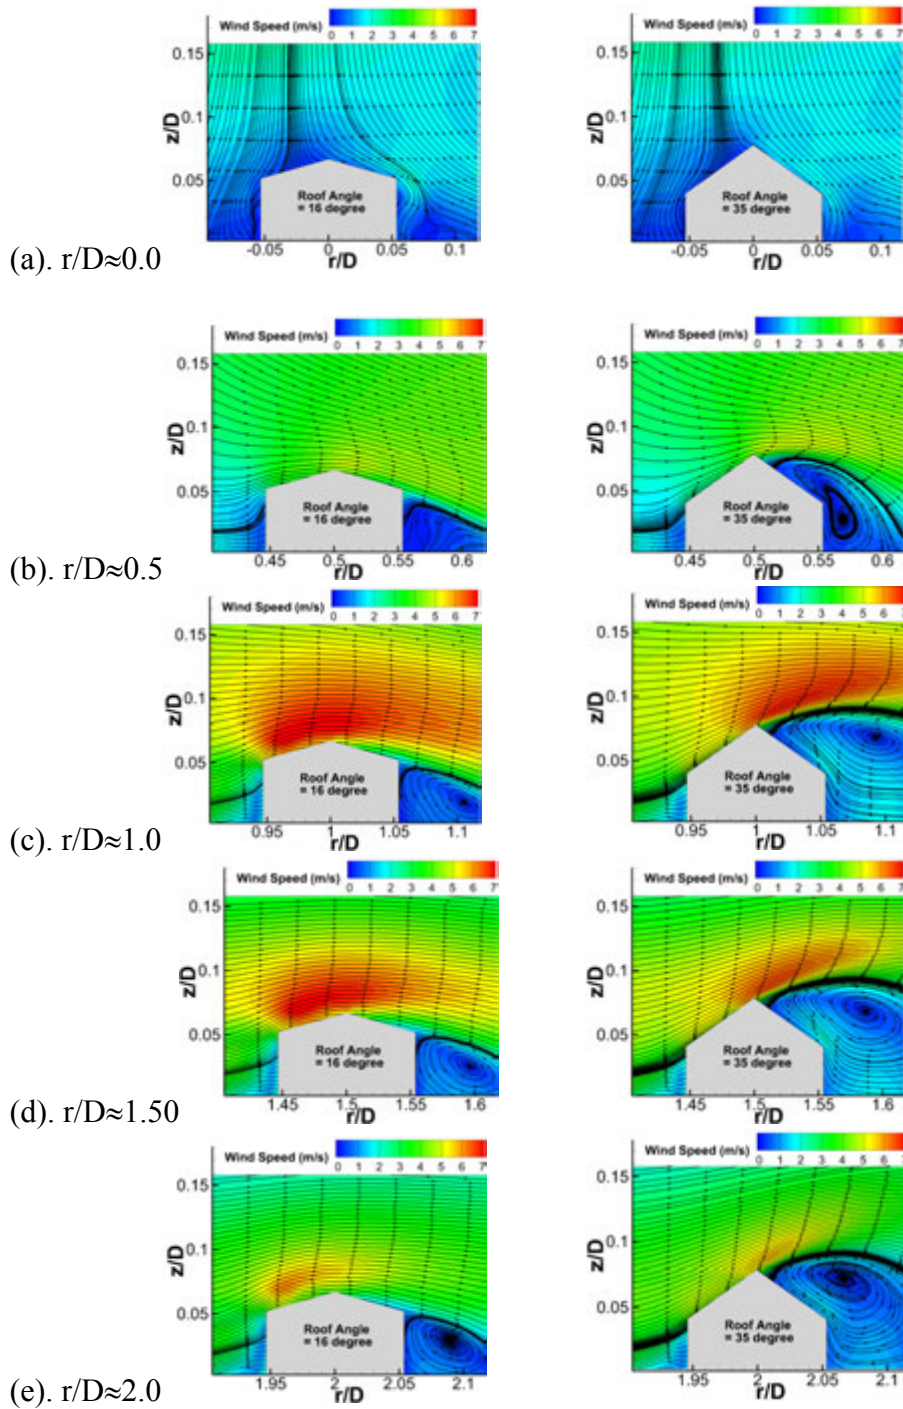 Wind Speed (m/s) 0 1 2 3 4 5 6 7
Wind Speed (m/s) 0 1 2 3 4 5 6 7
0.15
0.15
z/D
0.1
z/D
0.1
0.05
Roof Angle
= 16 degree
0.05
Roof Angle
= 35 degree
-0.05 0 0.05 0.1
-0.05 0 0.05 0.1
(a). r/D≈0.0
r/D
r/D
Wind Speed (m/s) 0 1 2 3 4 5 6 7
Wind Speed (m/s) 0 1 2 3 4 5 6 7
0.15
0.15
z/D
0.1
z/D
0.1
0.05
Roof Angle
= 16 degree
0.05
Roof Angle
= 35 degree
0.45 0.5 0.55 0.6
0.45 0.5 0.55 0.6
(b). r/D≈0.5
r/D
r/D
Wind Speed (m/s) 0 1 2 3 4 5 6 7
Wind Speed (m/s) 0 1 2 3 4 5 6 7
0.15
0.15
z/D
0.1
z/D
0.1
0.05
Roof Angle
= 16 degree
0.05
Roof Angle
= 35 degree
0.95 1 1.05 1.1
0.95 1 1.05 1.1
(c). r/D≈1.0
r/D
r/D
Wind Speed (m/s) 0 1 2 3 4 5 6 7
Wind Speed (m/s) 0 1 2 3 4 5 6 7
0.15
0.15
z/D
0.1
z/D
0.1
0.05
Roof Angle
= 16 degree
0.05
Roof Angle
= 35 degree
1.45 1.5 1.55 1.6
1.45 1.5 1.55 1.6
(d). r/D≈1.50
r/D
r/D
Wind Speed (m/s) 0 1 2 3 4 5 6 7
Wind Speed (m/s) 0 1 2 3 4 5 6 7
0.15
0.15
z/D
0.1
z/D
0.1
0.05
Roof Angle
= 16 degree
0.05
Roof Angle
= 35 degree
1.95 2 2.05 2.1
1.95 2 2.05 2.1
(e). r/D≈2.0
r/D
r/D